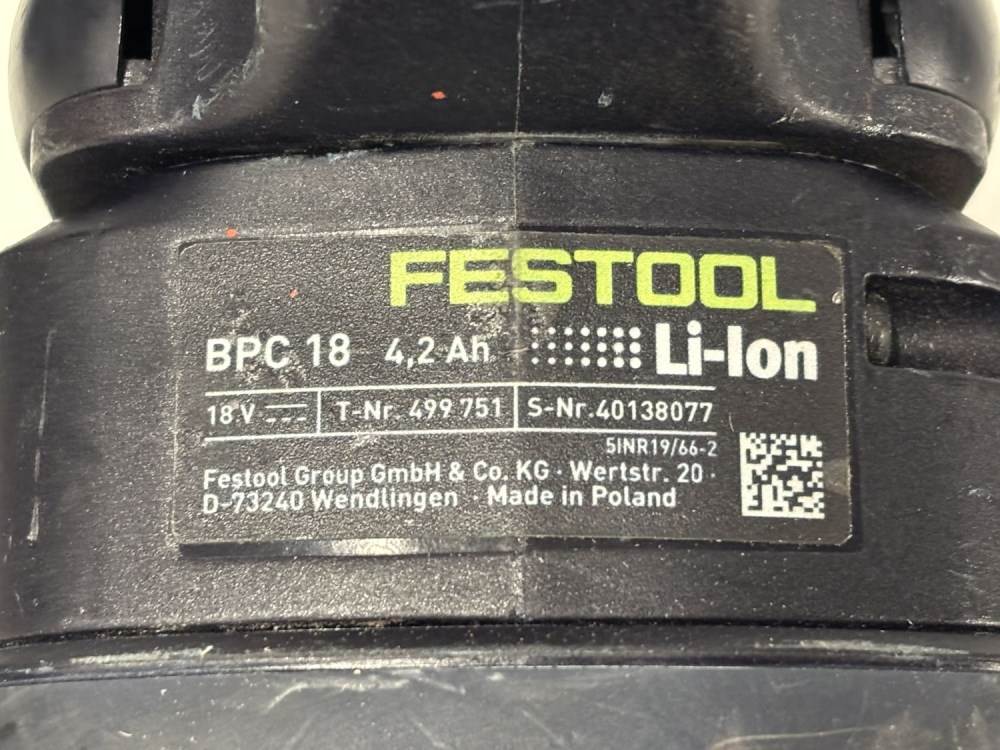 FESTOOL
BPC 18 4,2 Ah Li-Ion
18 V T-Nr. 499 751 S-Nr.40138077
5INR19/66-2
Festool Group GmbH & Co. KG · Wertstr. 20 ·
D-73240 Wendlingen · Made in Poland